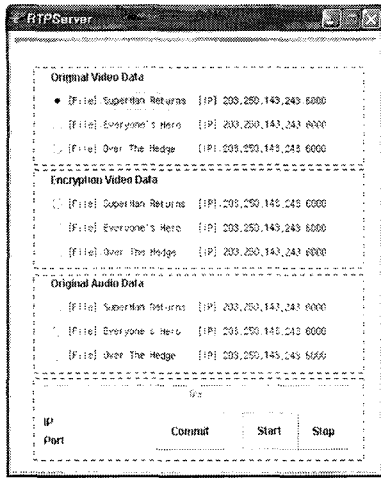 RTPServer
Original Video Data
[File] Superman Returns [IP] 203,250,143,243 6000
[File] Everyone's Hero [IP] 203,250,143,243 6000
[File] Over The Hedge [IP] 203,250,143,243 6000
Encryption Video Data
[File] Superman Returns [IP] 203,250,143,243 6000
[File] Everyone's Hero [IP] 203,250,143,243 6000
[File] Over The Hedge [IP] 203,250,143,243 6000
Original Audio Data
[File] Superman Returns [IP] 203,250,143,243 6000
[File] Everyone's Hero [IP] 203,250,143,243 6000
[File] Over The Hedge [IP] 203,250,143,243 6000
IP
Port
Commit Start Stop